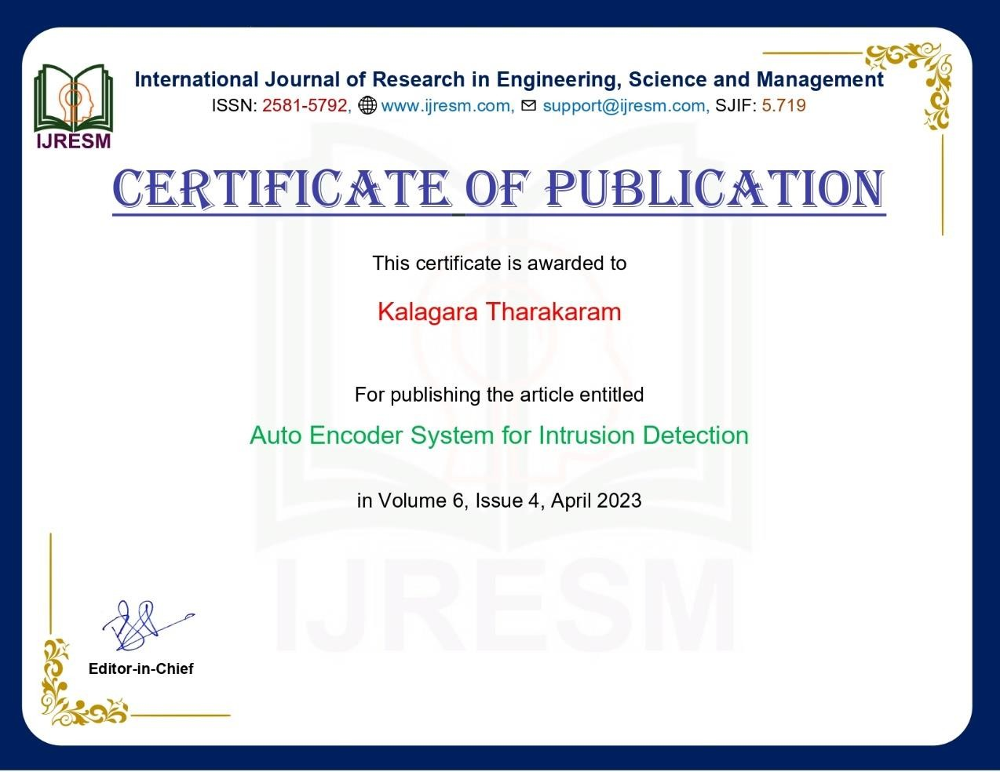 International Journal of Research in Engineering, Science and Management
ISSN: 2581-5792, www.ijresm.com, support@ijresm.com, SJIF: 5.719
IJRESM
CERTIFICATE OF PUBLICATION
This certificate is awarded to
Kalagara Tharakaram
For publishing the article entitled
Auto Encoder System for Intrusion Detection
in Volume 6, Issue 4, April 2023
IJRESM
Editor-in-Chief